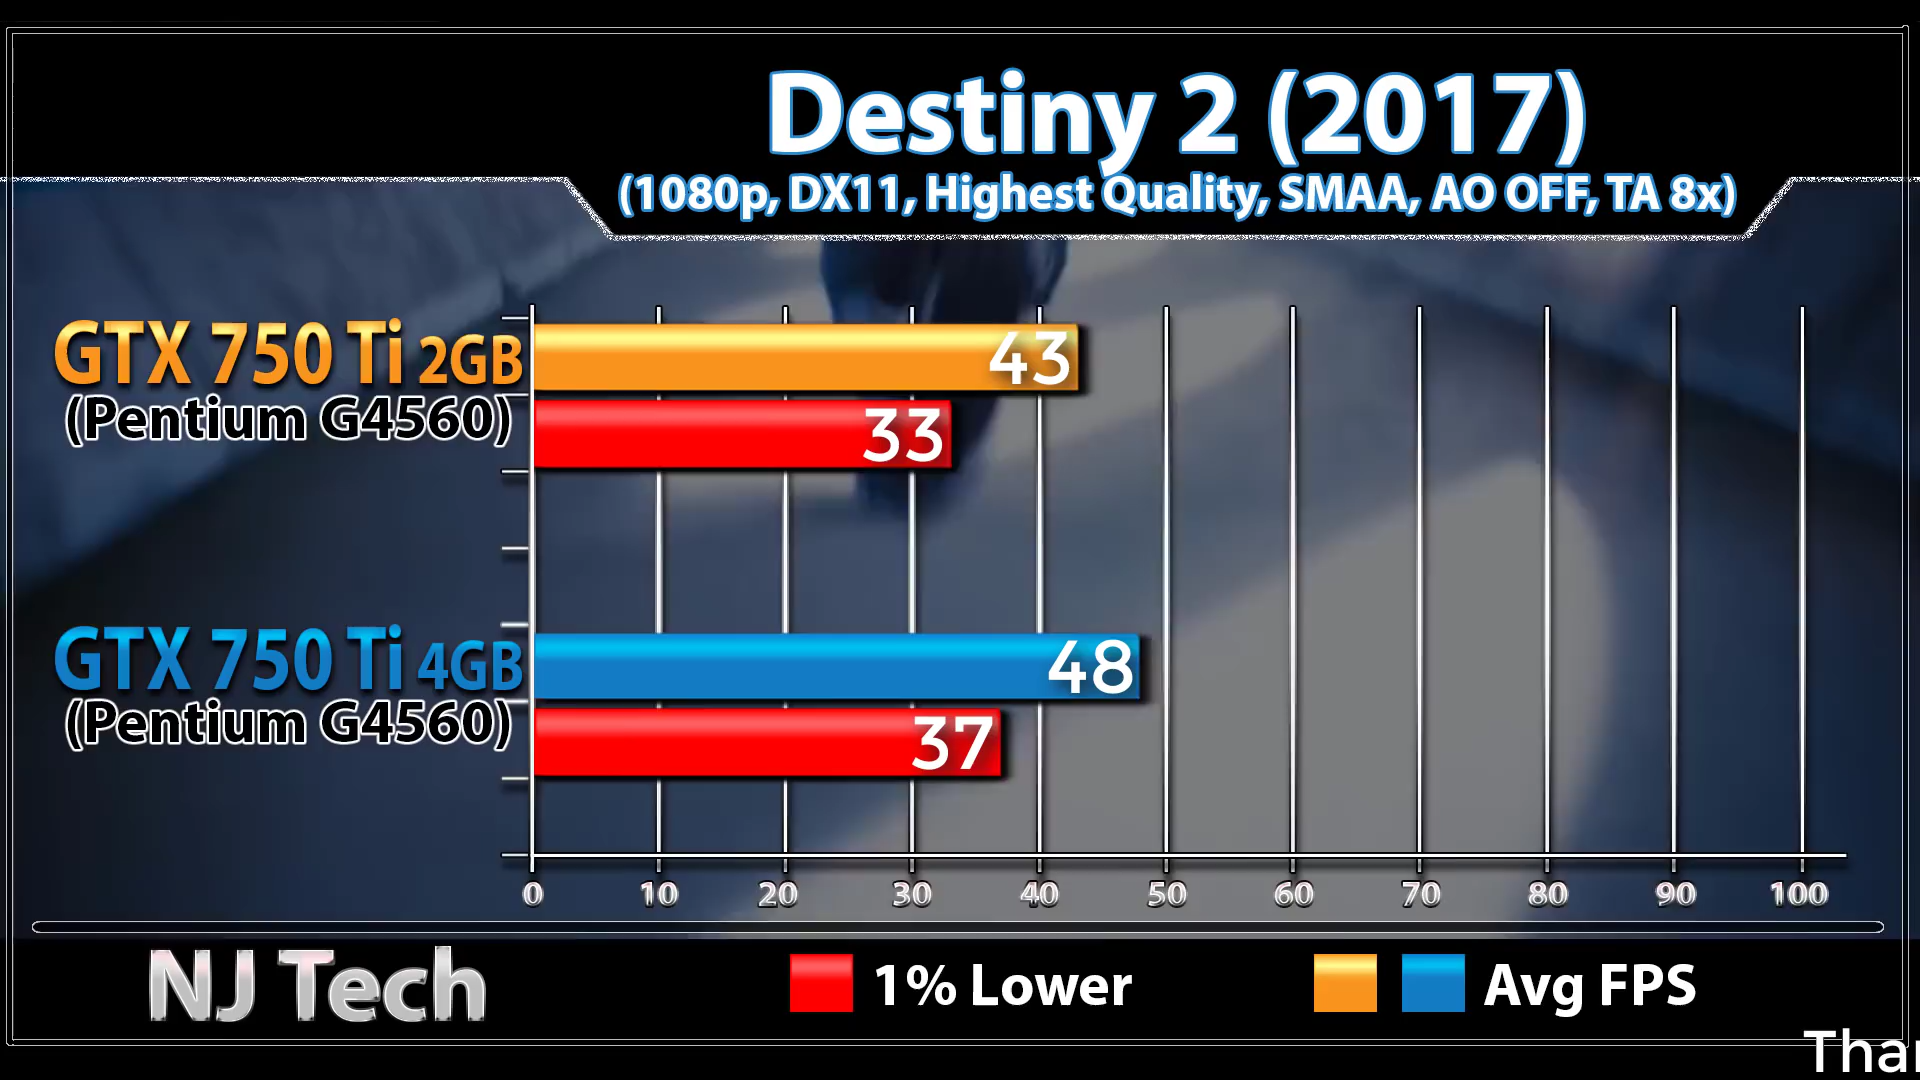 Destiny 2 (2017)
(1080p, DX11, Highest Quality, SMAA, AO OFF, TA 8x)
GTX 750 Ti 2GB
(Pentium G4560)
43
33
GTX 750 Ti 4GB
(Pentium G4560)
48
37
0 10 20 30 40 50 60 70 80 90 100
NJ Tech
1% Lower
Avg FPS